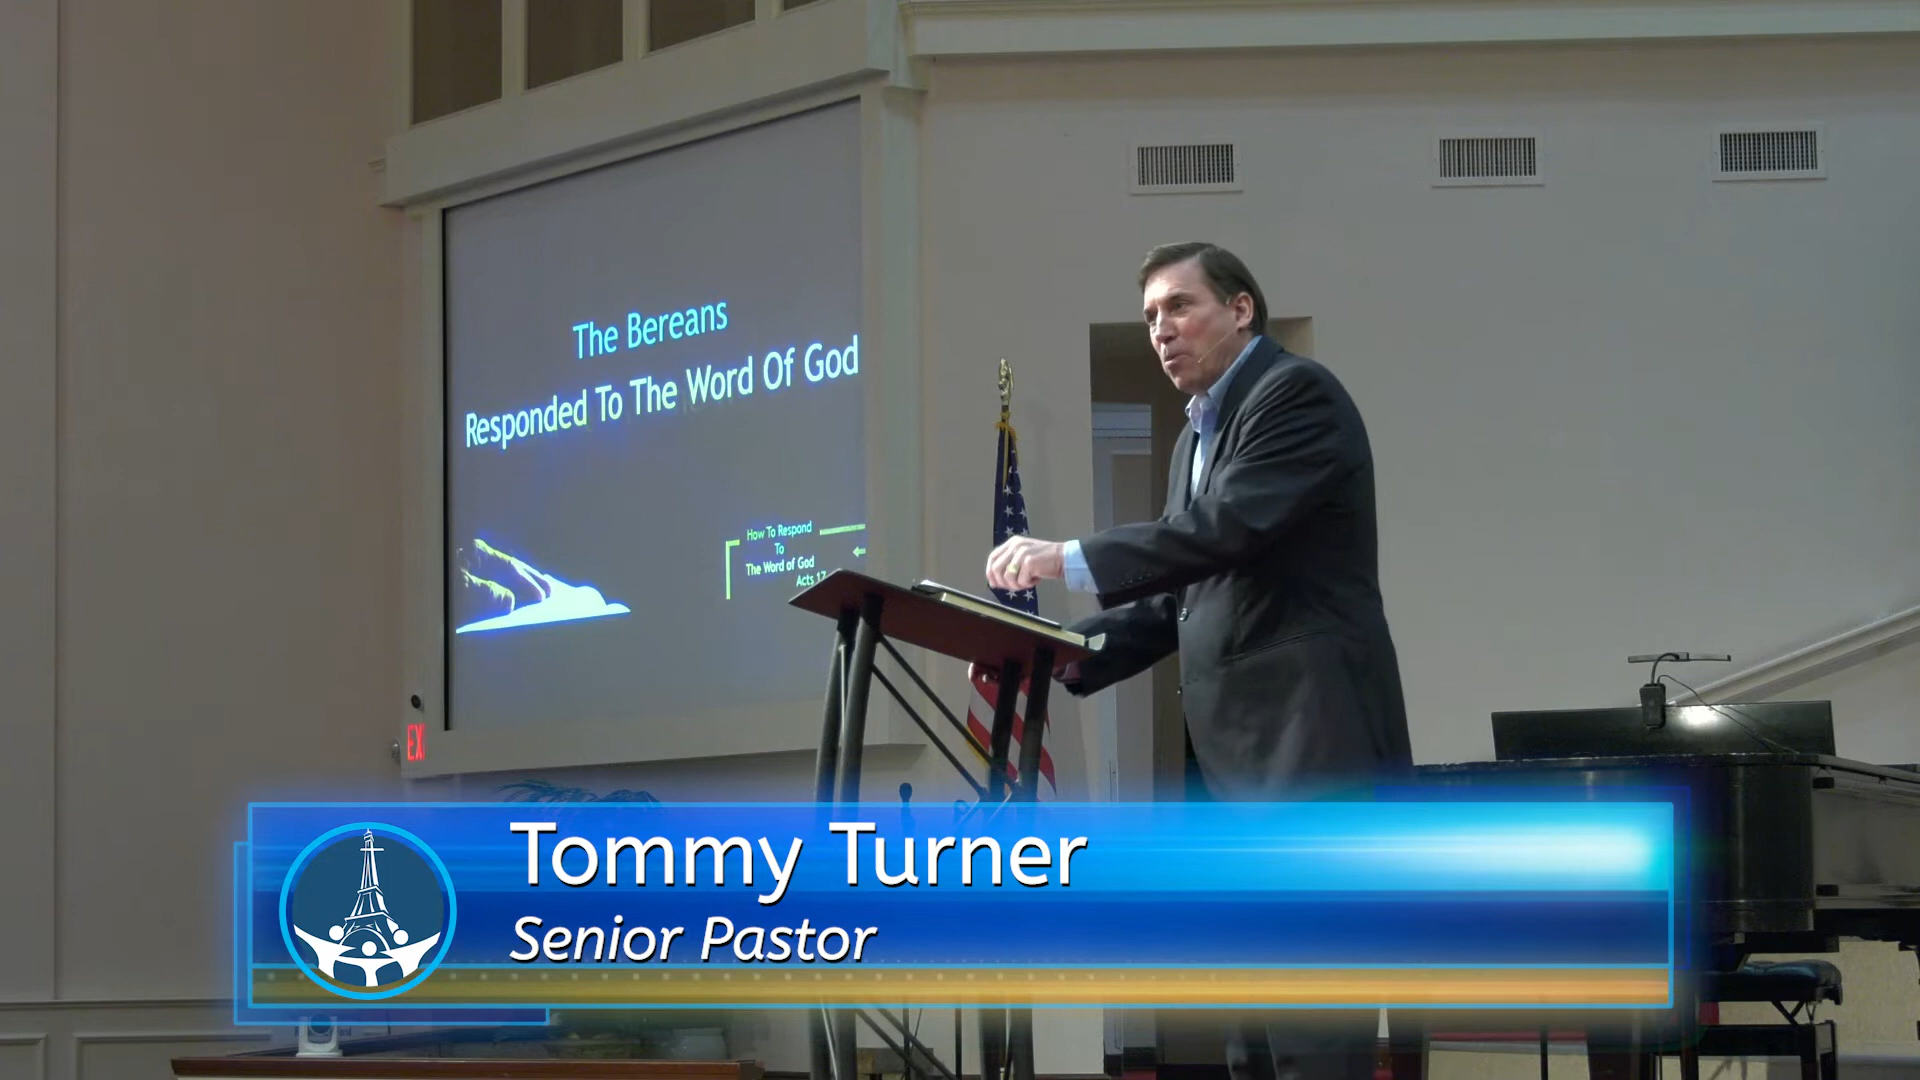 The Bereans
Responded To The Word Of God
How To Respond
To
The Word of God
Acts 17
EX
Tommy Turner
Senior Pastor